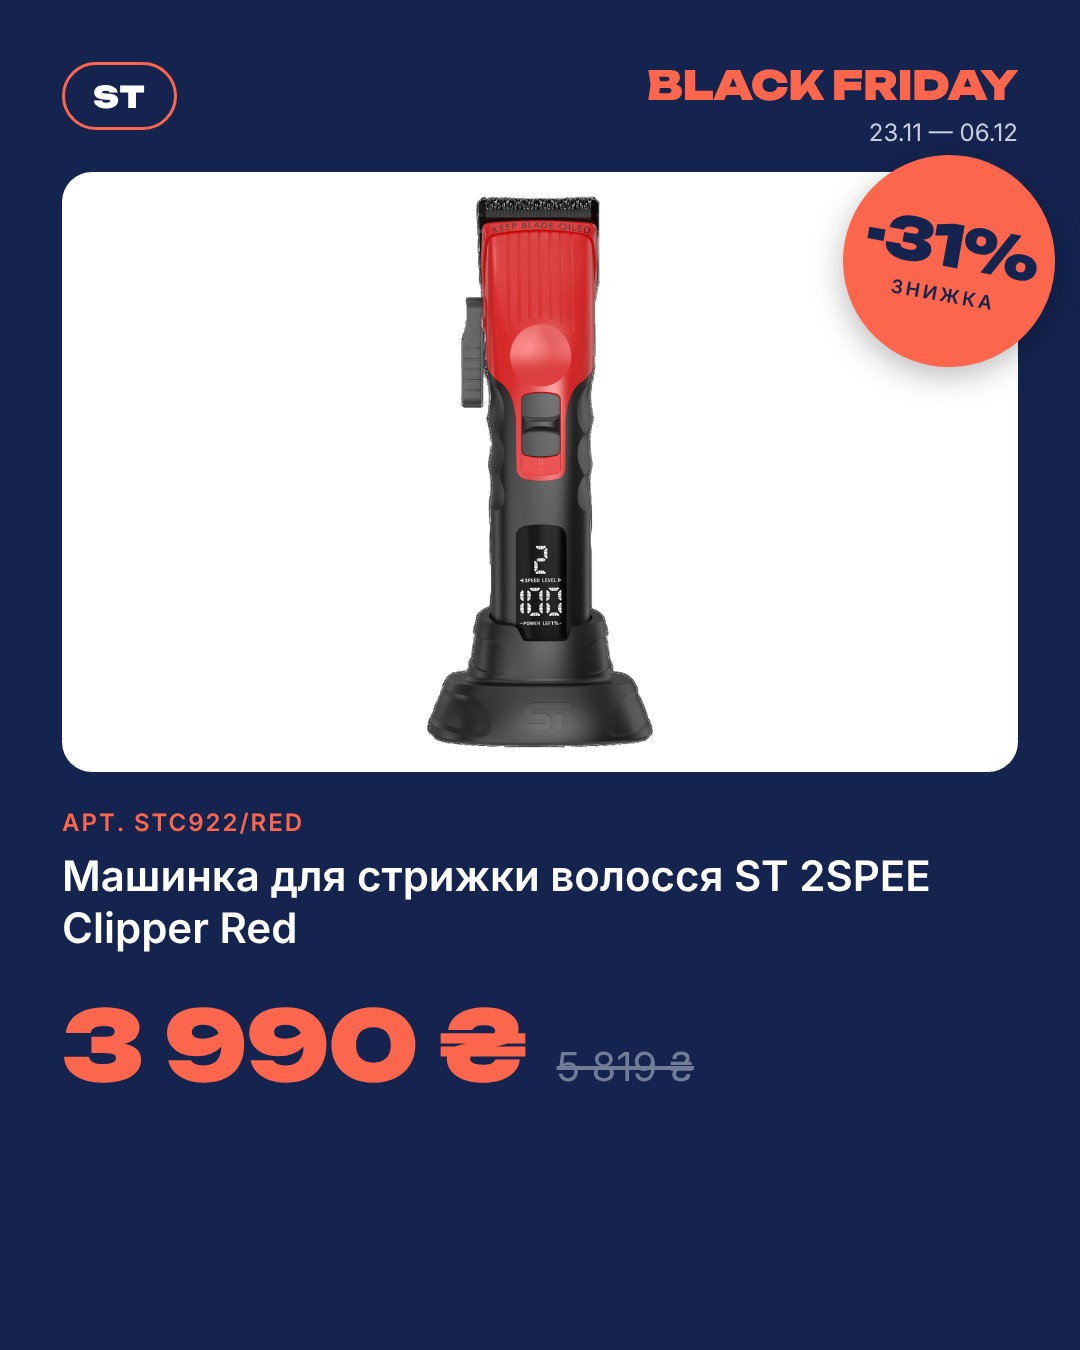 ST
BLACK FRIDAY
23.11 — 06.12
-31%
ЗНИЖКА
KEEP BLADE OILED
2
SPEED LEVEL
100
POWER LEFT%
ST
АРТ. STC922/RED
Машинка для стрижки волосся ST 2SPEE
Clipper Red
3 990 ₴ 5 819 ₴